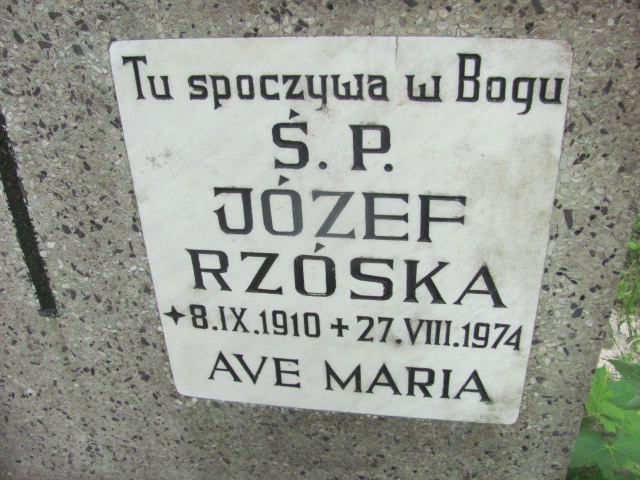 Tu spoczywa w Bogu
Ś. P.
JÓZEF
RZÓSKA
✦8.IX.1910 + 27.VIII.1974
AVE MARIA